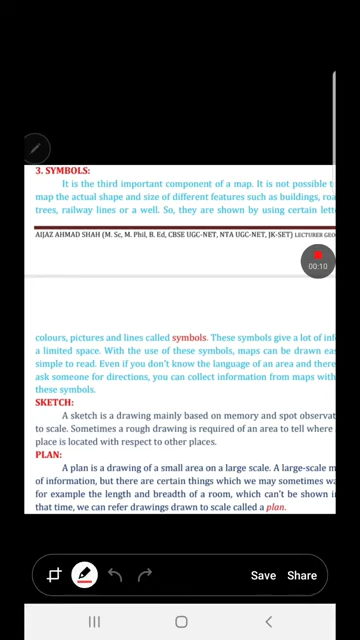 3. SYMBOLS:
It is the third important component of a map. It is not possible t
map the actual shape and size of different features such as buildings, roa
trees, railway lines or a well. So, they are shown by using certain lett
AIJAZ AHMAD SHAH (M. Sc, M. Phil, B. Ed, CBSE UGC-NET, NTA UGC-NET, JK-SET) LECTURER GEO
00:10
colours, pictures and lines called symbols. These symbols give a lot of inf
a limited space. With the use of these symbols, maps can be drawn eas
simple to read. Even if you don't know the language of an area and there
ask someone for directions, you can collect information from maps with
these symbols.
SKETCH:
A sketch is a drawing mainly based on memory and spot observat
to scale. Sometimes a rough drawing is required of an area to tell where
place is located with respect to other places.
PLAN:
A plan is a drawing of a small area on a large scale. A large-scale m
of information, but there are certain things which we may sometimes wa
for example the length and breadth of a room, which can't be shown i
that time, we can refer drawings drawn to scale called a plan.
Save Share